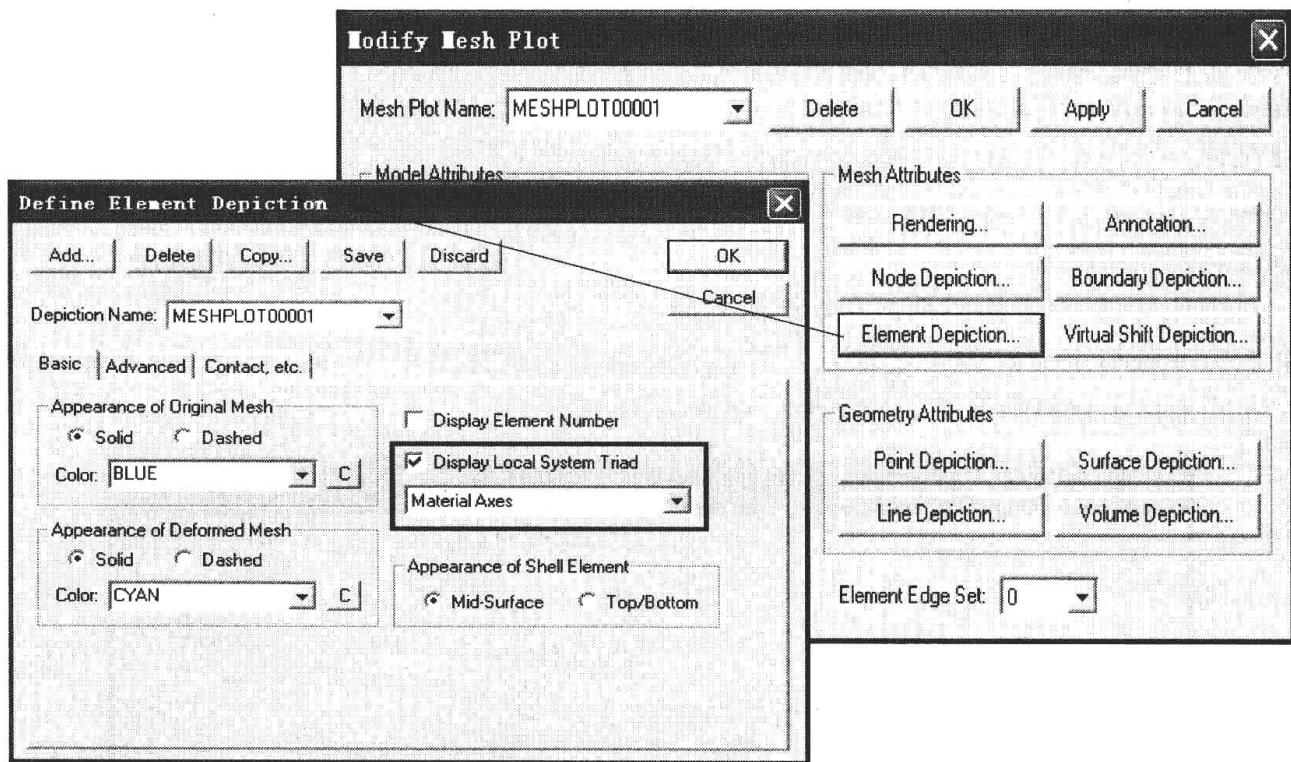 Modify Mesh Plot
Mesh Plot Name: MESHPLOT00001 Delete OK Apply Cancel
Model Attributes
Mesh Attributes
Rendering... Annotation...
Node Depiction... Boundary Depiction...
Element Depiction... Virtual Shift Depiction...
Geometry Attributes
Point Depiction... Surface Depiction...
Line Depiction... Volume Depiction...
Element Edge Set: 0
Define Element Depiction
Add... Delete Copy... Save Discard OK
Cancel
Depiction Name: MESHPLOT00001
Basic Advanced Contact, etc.
Appearance of Original Mesh
Solid Dashed
Color: BLUE C
Appearance of Deformed Mesh
Solid Dashed
Color: CYAN C
Display Element Number
Display Local System Triad
Material Axes
Appearance of Shell Element
Mid-Surface Top/Bottom